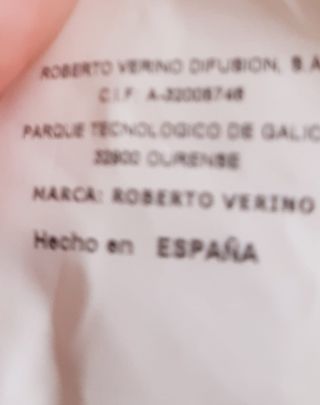 ROBERTO VERINO DIFUSION, S.A
C.I.F. A-32008748
PARQUE TECNOLOGICO DE GALIC
32900 OURENSE
MARCA: ROBERTO VERINO
Hecho en ESPAÑA